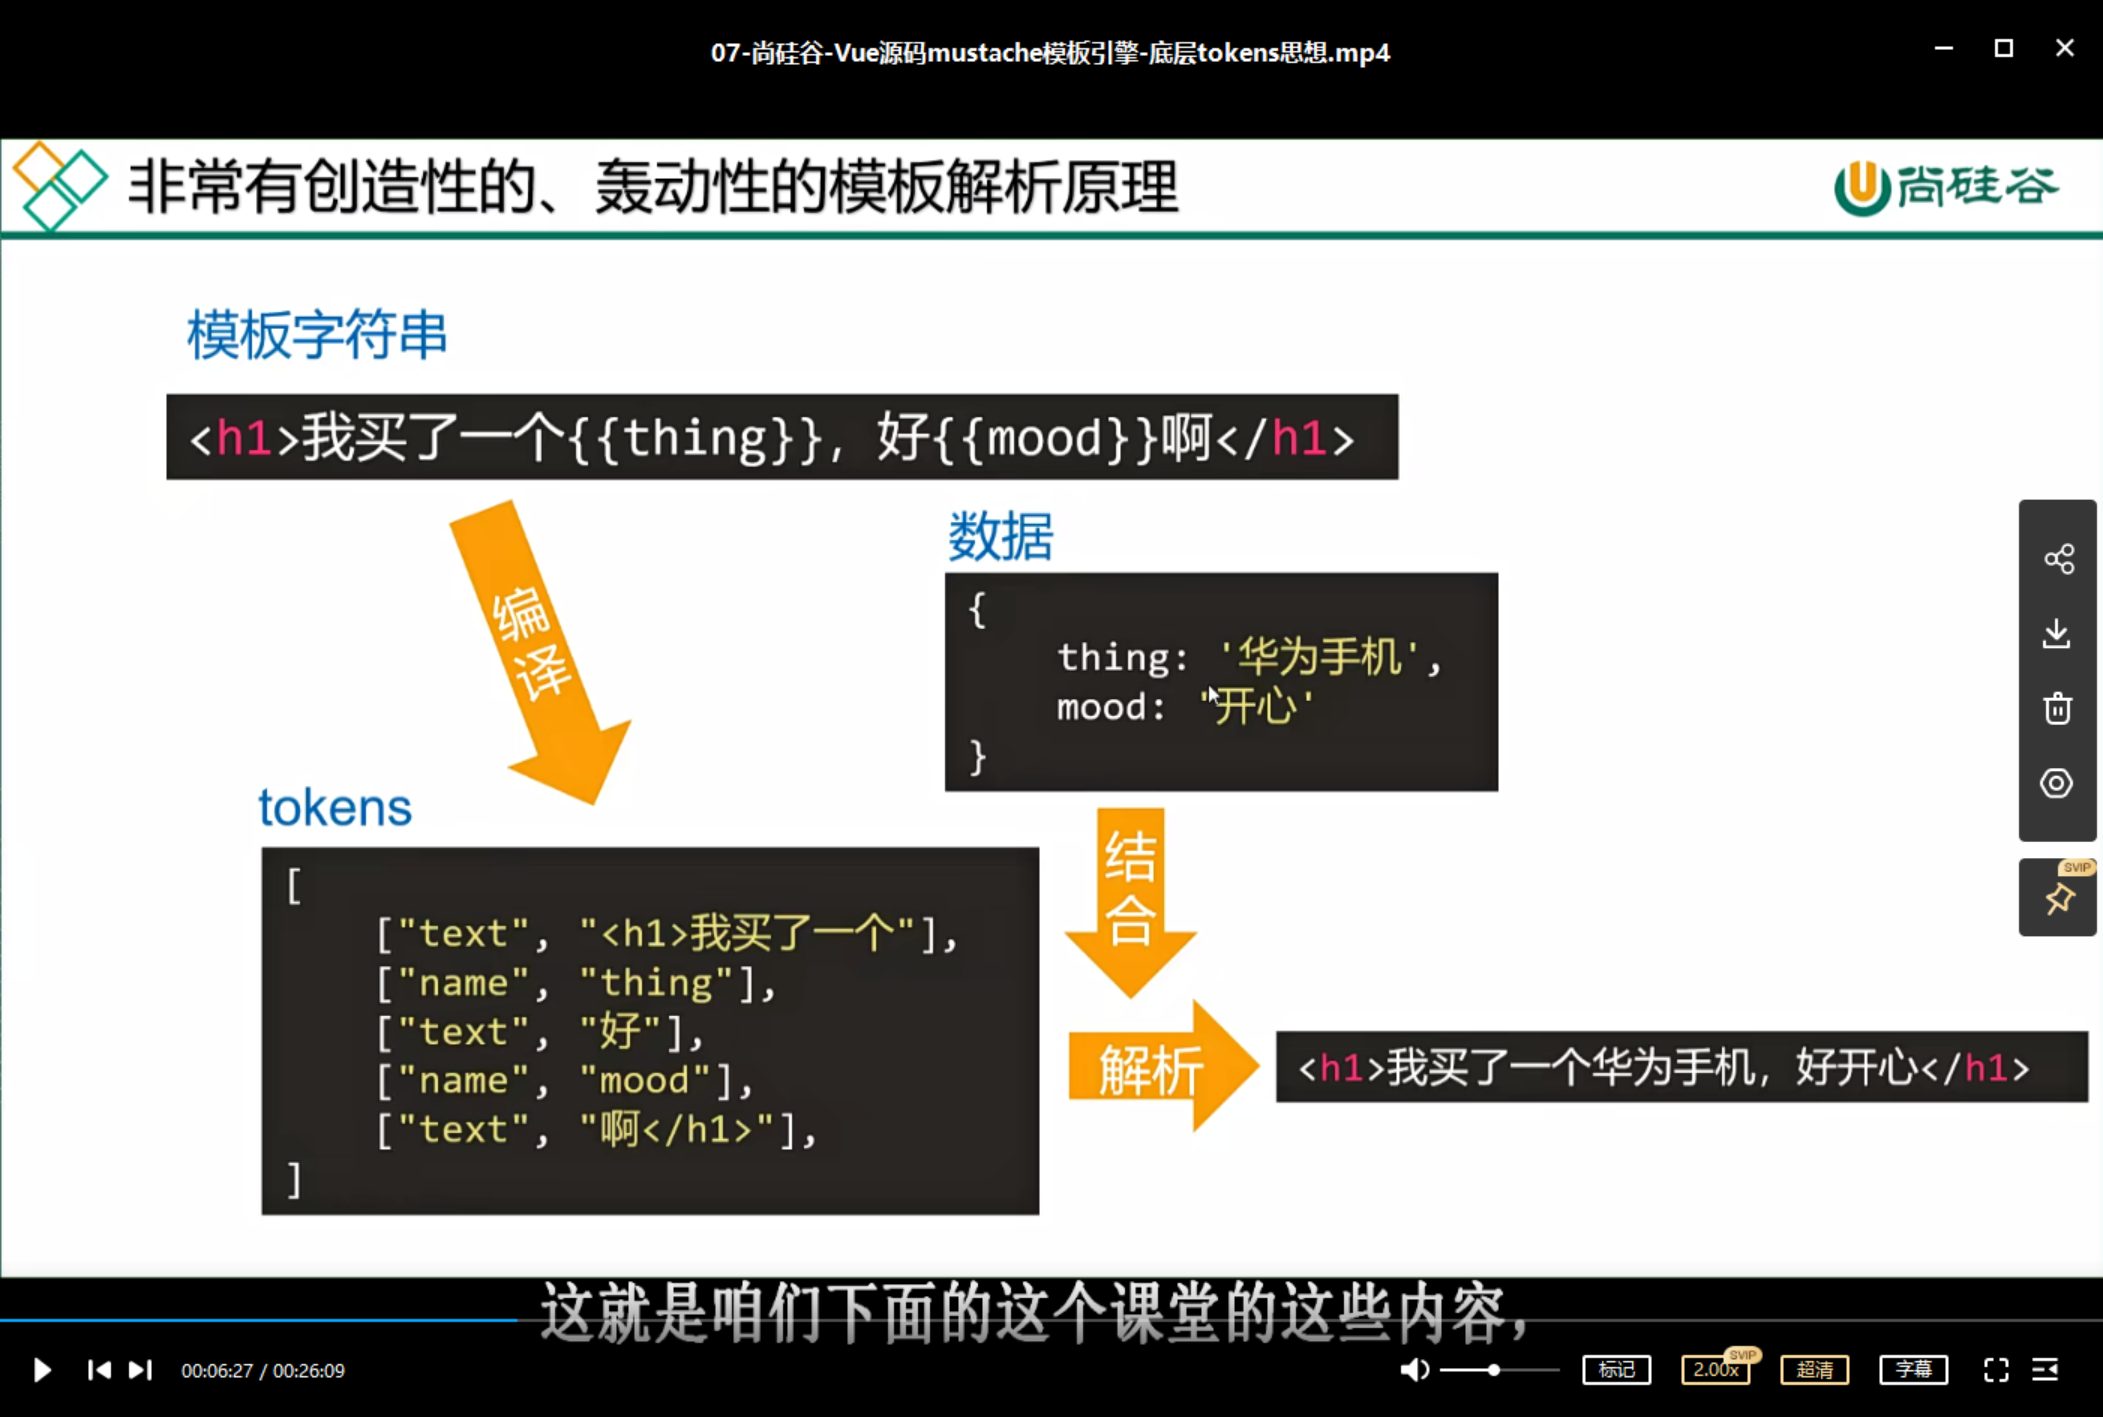 07-尚硅谷-Vue源码mustache模板引擎-底层tokens思想.mp4
非常有创造性的、轰动性的模板解析原理
尚硅谷
模板字符串
<h1>我买了一个{{thing}}，好{{mood}}啊</h1>
编译
数据
{
thing: '华为手机',
mood: '开心'
}
tokens
[
["text", "<h1>我买了一个"],
["name", "thing"],
["text", "好"],
["name", "mood"],
["text", "啊</h1>"],
]
结合
解析
<h1>我买了一个华为手机，好开心</h1>
SVIP
这就是咱们下面的这个课堂的这些内容，
00:06:27 / 00:26:09
标记
2.00x
SVIP
超清
字幕